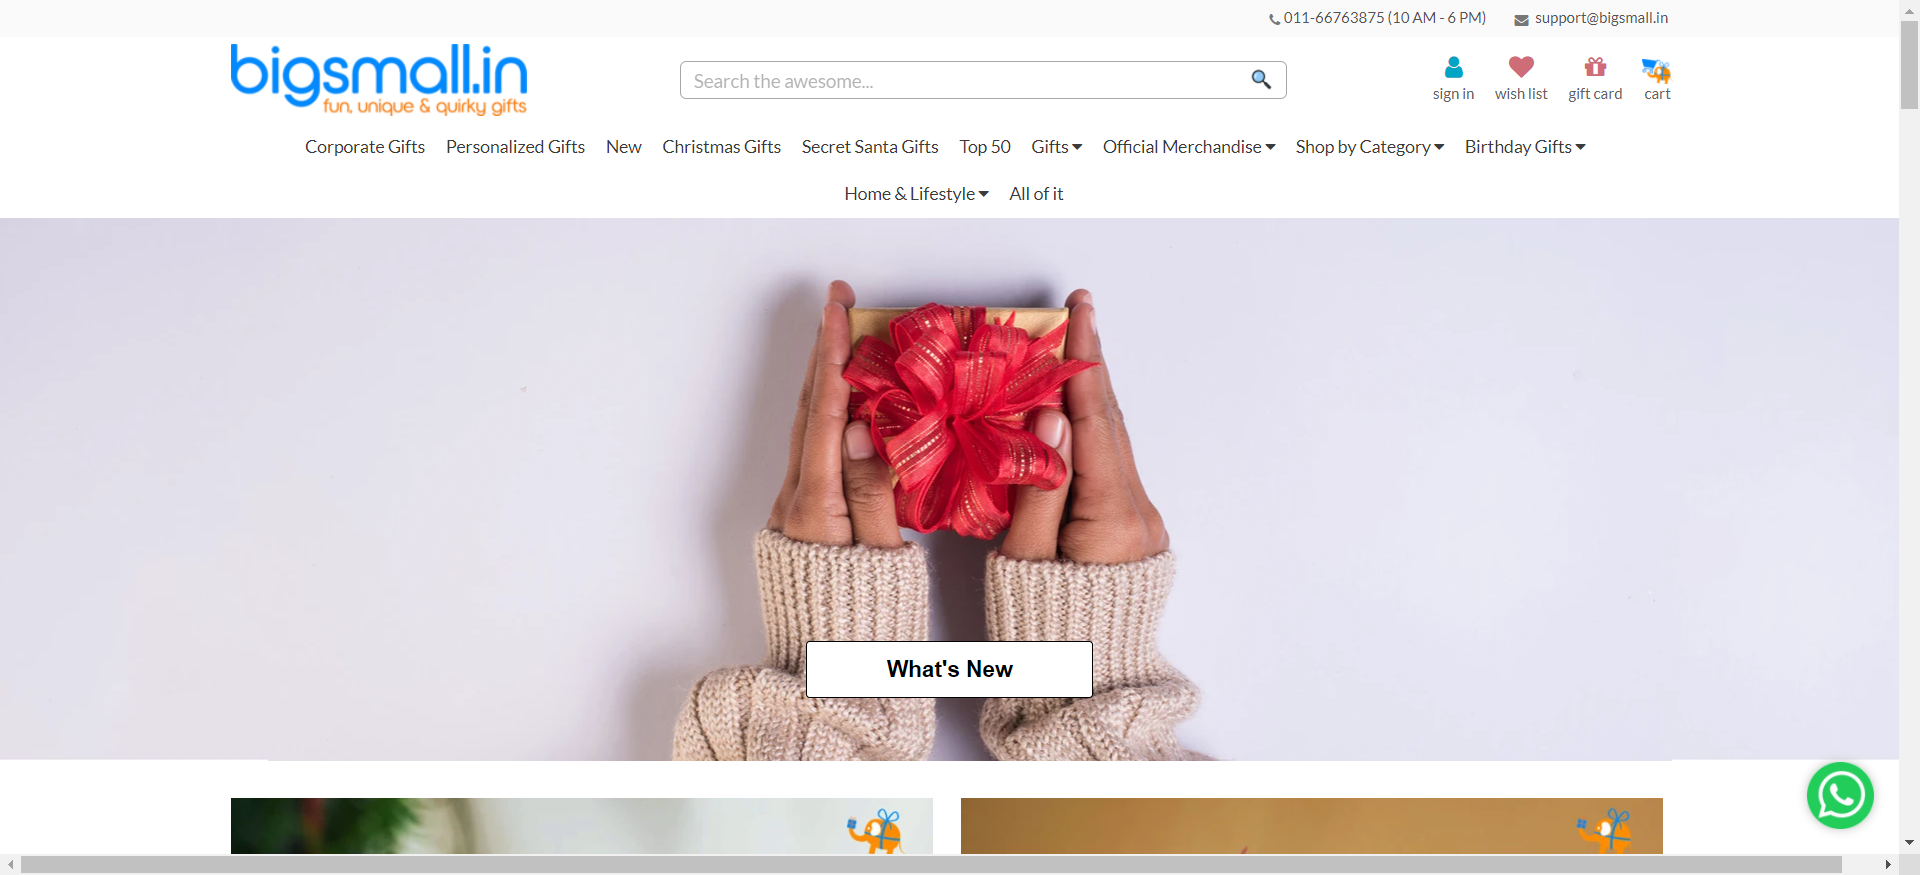 011-66763875 (10 AM - 6 PM) support@bigsmall.in
bigsmall.in
fun, unique & quirky gifts
Search the awesome...
sign in wish list gift card cart
Corporate Gifts Personalized Gifts New Christmas Gifts Secret Santa Gifts Top 50 Gifts Official Merchandise Shop by Category Birthday Gifts
Home & Lifestyle All of it
What's New